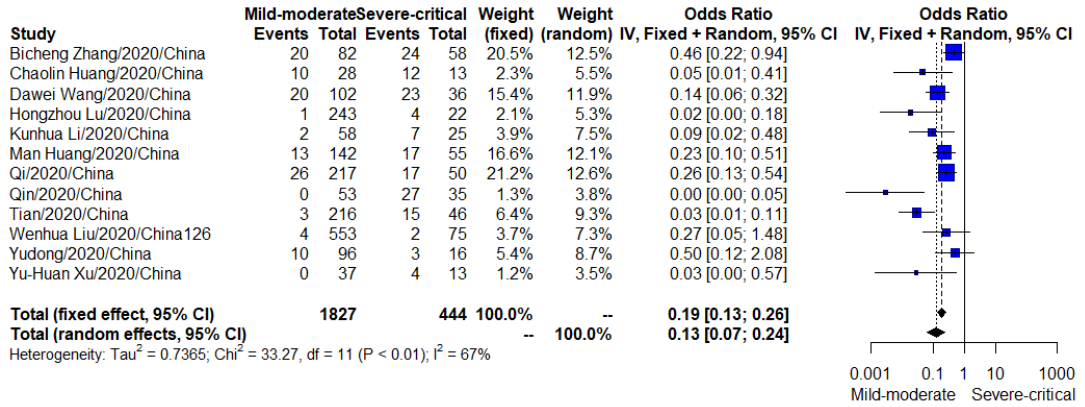 Mild-moderate Severe-critical Weight Weight Odds Ratio Odds Ratio
Study Events Total Events Total (fixed) (random) IV, Fixed + Random, 95% CI IV, Fixed + Random, 95% CI
Bicheng Zhang/2020/China 20 82 24 58 20.5% 12.5% 0.46 [0.22; 0.94]
Chaolin Huang/2020/China 10 28 12 13 2.3% 5.5% 0.05 [0.01; 0.41]
Dawei Wang/2020/China 20 102 23 36 15.4% 11.9% 0.14 [0.06; 0.32]
Hongzhou Lu/2020/China 1 243 4 22 2.1% 5.3% 0.02 [0.00; 0.18]
Kunhua Li/2020/China 2 58 7 25 3.9% 7.5% 0.09 [0.02; 0.48]
Man Huang/2020/China 13 142 17 55 16.6% 12.1% 0.23 [0.10; 0.51]
Qi/2020/China 26 217 17 50 21.2% 12.6% 0.26 [0.13; 0.54]
Qin/2020/China 0 53 27 35 1.3% 3.8% 0.00 [0.00; 0.05]
Tian/2020/China 3 216 15 46 6.4% 9.3% 0.03 [0.01; 0.11]
Wenhua Liu/2020/China126 4 553 2 75 3.7% 7.3% 0.27 [0.05; 1.48]
Yudong/2020/China 10 96 3 16 5.4% 8.7% 0.50 [0.12; 2.08]
Yu-Huan Xu/2020/China 0 37 4 13 1.2% 3.5% 0.03 [0.00; 0.57]
Total (fixed effect, 95% CI) 1827 444 100.0% -- 0.19 [0.13; 0.26]
Total (random effects, 95% CI) -- 100.0% 0.13 [0.07; 0.24]
Heterogeneity: Tau² = 0.7365; Chi² = 33.27, df = 11 (P < 0.01); I² = 67%
0.001 0.1 1 10 1000
Mild-moderate Severe-critical